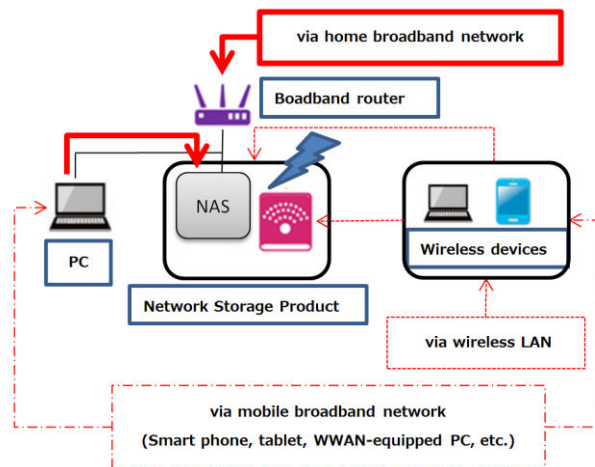 via home broadband network
Boadband router
NAS
PC
Wireless devices
Network Storage Product
via wireless LAN
via mobile broadband network
(Smart phone, tablet, WWAN-equipped PC, etc.)